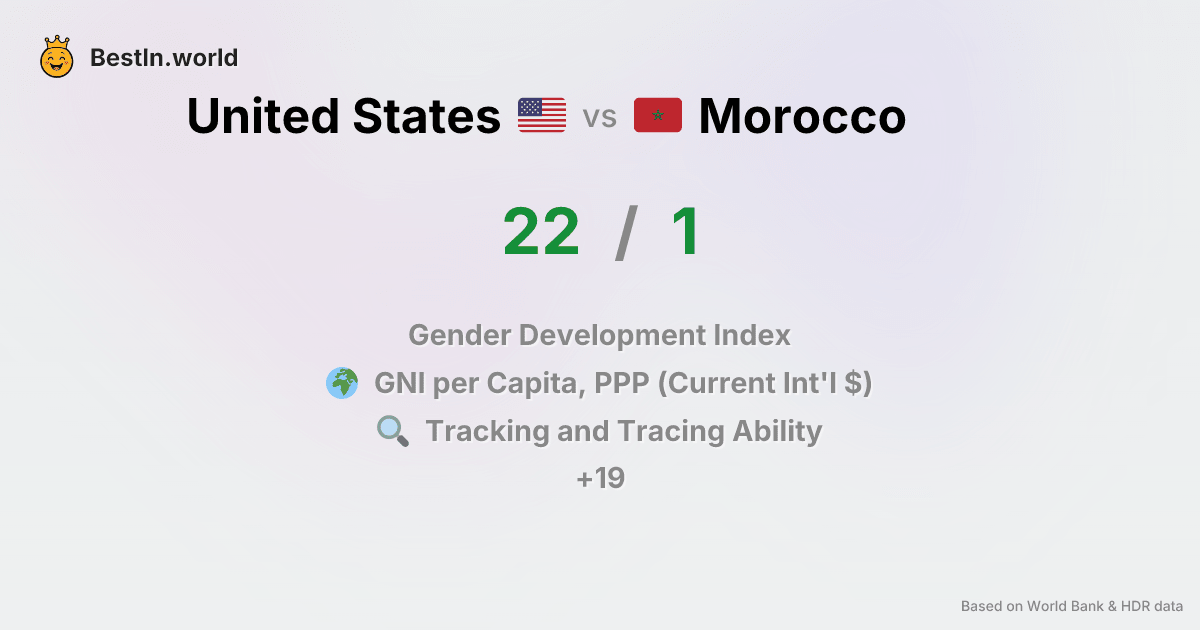 BestIn.world
United States vs Morocco
22 / 1
Gender Development Index
GNI per Capita, PPP (Current Int'l $)
Tracking and Tracing Ability
+19
Based on World Bank & HDR data